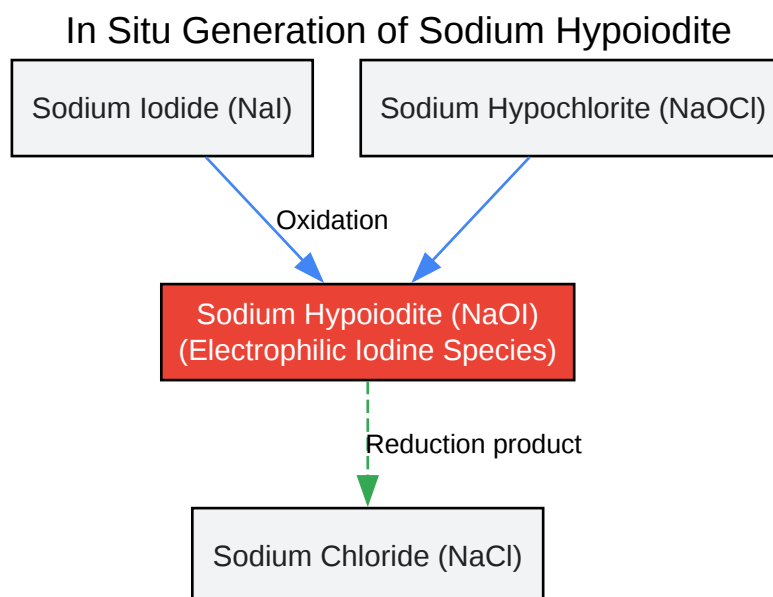 In Situ Generation of Sodium Hypoiodite
Sodium Iodide (NaI)
Sodium Hypochlorite (NaOCl)
Oxidation
Sodium Hypoiodite (NaOI)
(Electrophilic Iodine Species)
Reduction product
Sodium Chloride (NaCl)